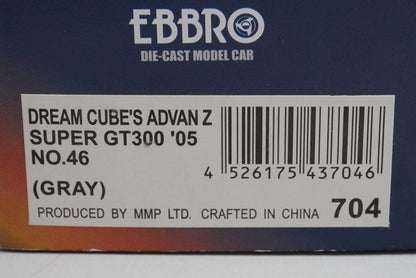 EBBRO
DIE-CAST MODEL CAR
DREAM CUBE'S ADVAN Z
SUPER GT300 '05
NO.46
(GRAY)
4 526175 437046
PRODUCED BY MMP LTD. CRAFTED IN CHINA 704